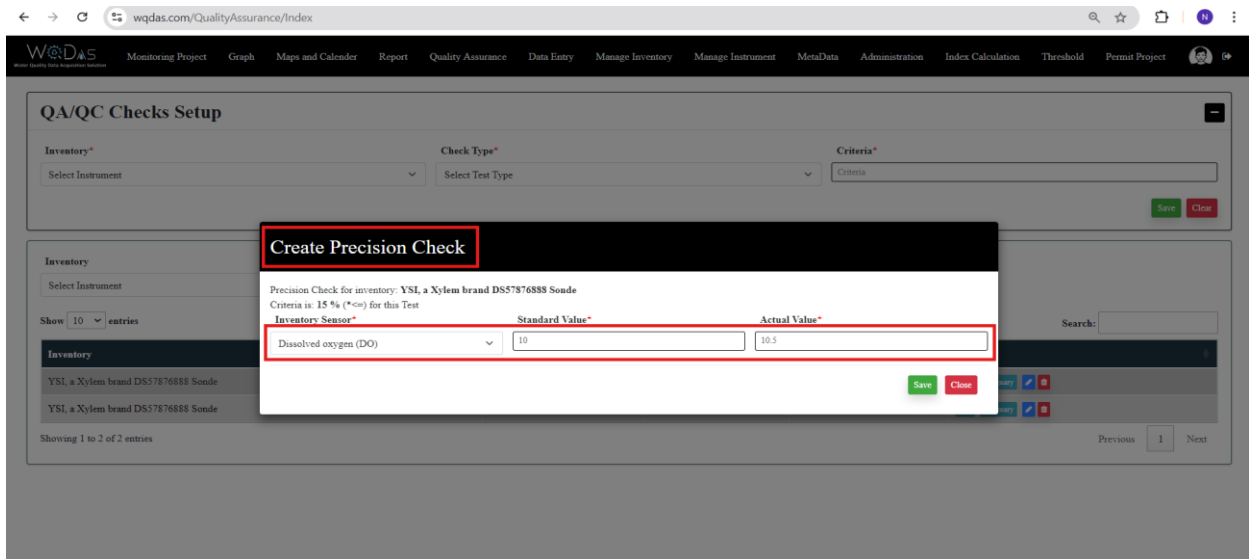 wqdas.com/QualityAssurance/Index
N
WQDAS
Water Quality Data Acquisition Solution
Monitoring Project Graph Maps and Calender Report Quality Assurance Data Entry Manage Inventory Manage Instrument MetaData Administration Index Calculation Threshold Permit Project
QA/QC Checks Setup
Inventory* Check Type* Criteria*
Select Instrument Select Test Type Criteria
Save Clear
Create Precision Check
Precision Check for inventory: YSI, a Xylem brand DS57876888 Sonde
Criteria is: 15 % (*<=) for this Test
Inventory Sensor* Standard Value* Actual Value*
Dissolved oxygen (DO) 10 10.5
Save Close
Inventory
Select Instrument
Show 10 entries Search:
Inventory
YSI, a Xylem brand DS57876888 Sonde
YSI, a Xylem brand DS57876888 Sonde
Showing 1 to 2 of 2 entries Previous 1 Next